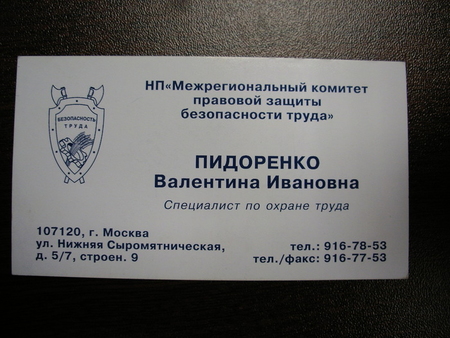 НП«Межрегиональный комитет
правовой защиты
безопасности труда»
БЕЗОПАСНОСТЬ
ТРУДА
ПИДОРЕНКО
Валентина Ивановна
Специалист по охране труда
107120, г. Москва
ул. Нижняя Сыромятническая,
д. 5/7, строен. 9
тел.: 916-78-53
тел./факс: 916-77-53